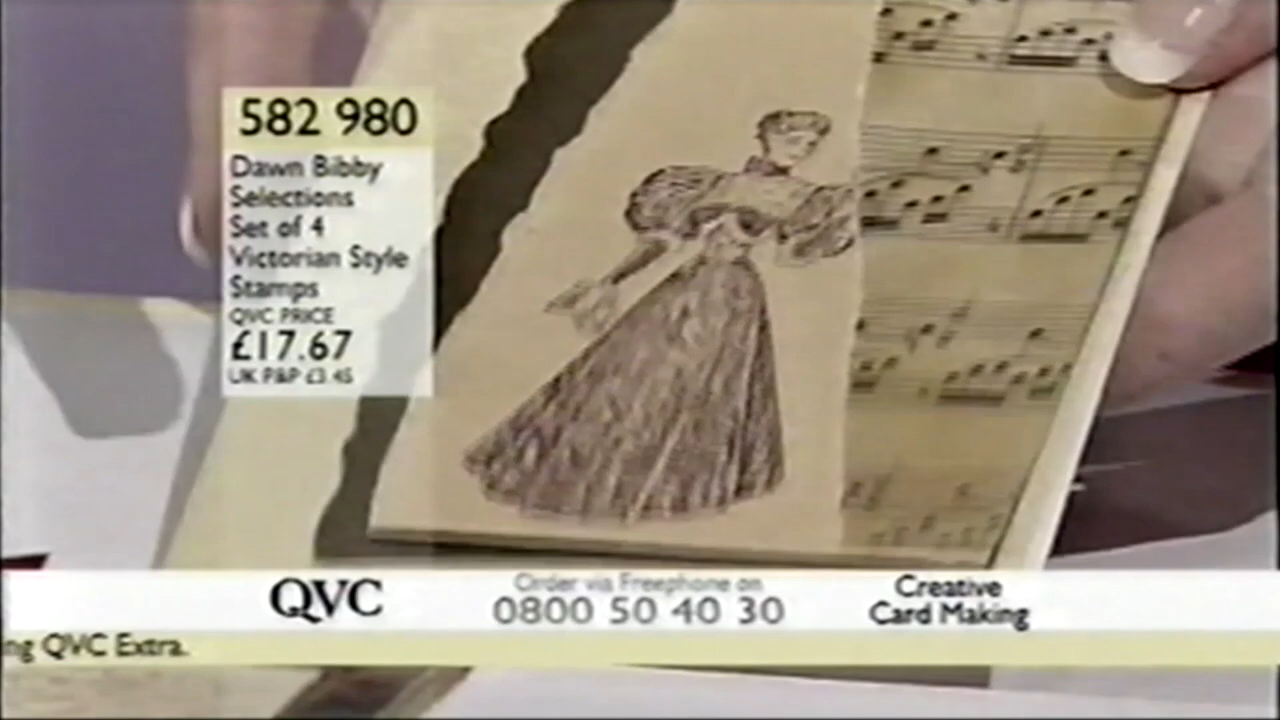 582 980
Dawn Bibby
Selections
Set of 4
Victorian Style
Stamps
QVC PRICE
£17.67
UK P&P £3.45
QVC
Order via Freephone on
0800 50 40 30
Creative
Card Making
ng QVC Extra.